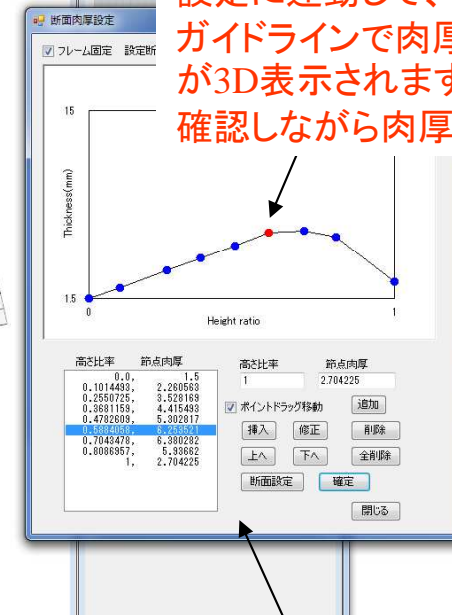 設定に連動して、
ガイドラインで肉厚
が3D表示されます
確認しながら肉厚
断面肉厚設定
フレーム固定 設定断
15
Thickness(mm)
1.5
0
1
Height ratio
高さ比率 節点肉厚
0.0, 1.5
0.1014493, 2.260563
0.2550725, 3.528169
0.3681159, 4.415493
0.4782609, 5.302817
0.5884058, 6.253521
0.7043478, 6.380282
0.8086957, 5.93662
1, 2.704225
高さ比率 節点肉厚
1 2.704225
ポイントドラッグ移動 追加
挿入 修正 削除
上へ 下へ 全削除
断面設定 確定
閉じる